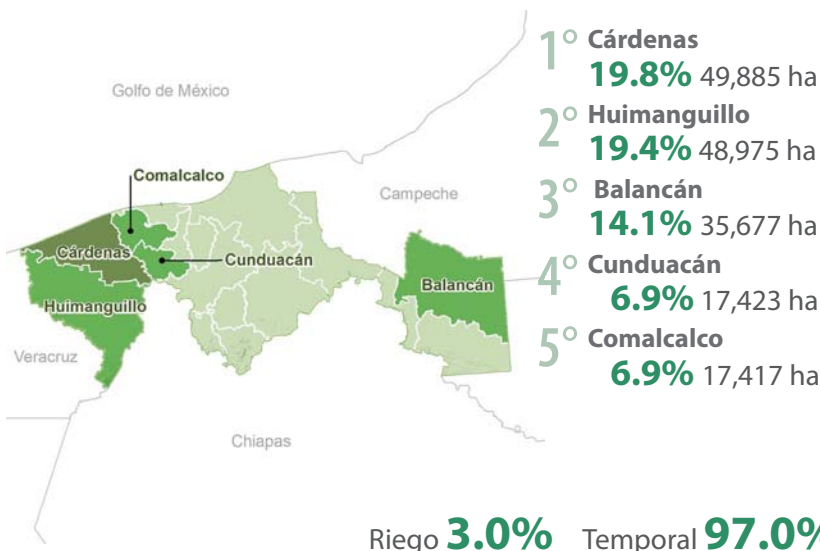 Golfo de México
Comalcalco
Campeche
Cárdenas
Cunduacán
Balancán
Huimanguillo
Veracruz
Chiapas
1° Cárdenas
19.8% 49,885 ha
2° Huimanguillo
19.4% 48,975 ha
3° Balancán
14.1% 35,677 ha
4° Cunduacán
6.9% 17,423 ha
5° Comalcalco
6.9% 17,417 ha
Riego 3.0% Temporal 97.0%